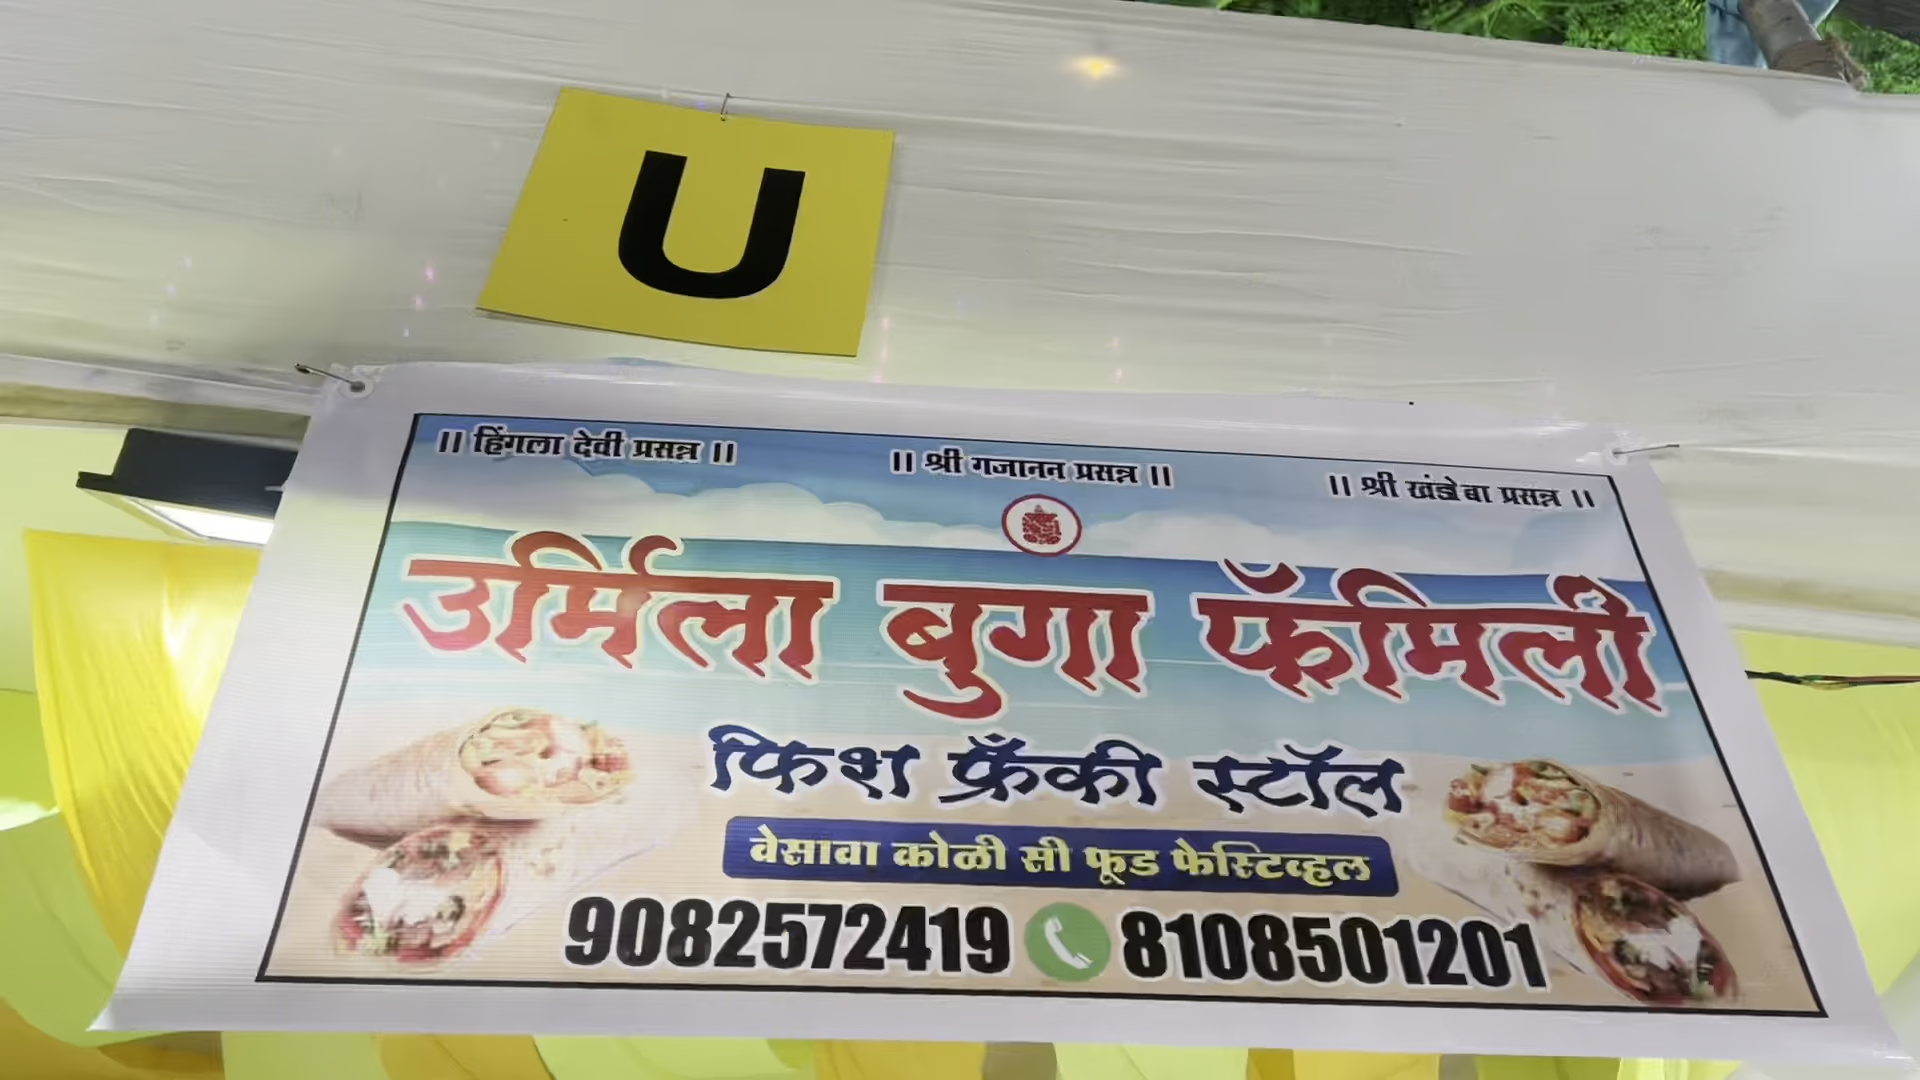 U
।। हिंगला देवी प्रसन्न ।। ।। श्री गजानन प्रसन्न ।। ।। श्री खंडोबा प्रसन्न ।।
उर्मिला बुगा फॅमिली
फिश फ्रँकी स्टॉल
वेसावा कोळी सी फूड फेस्टिव्हल
9082572419 8108501201